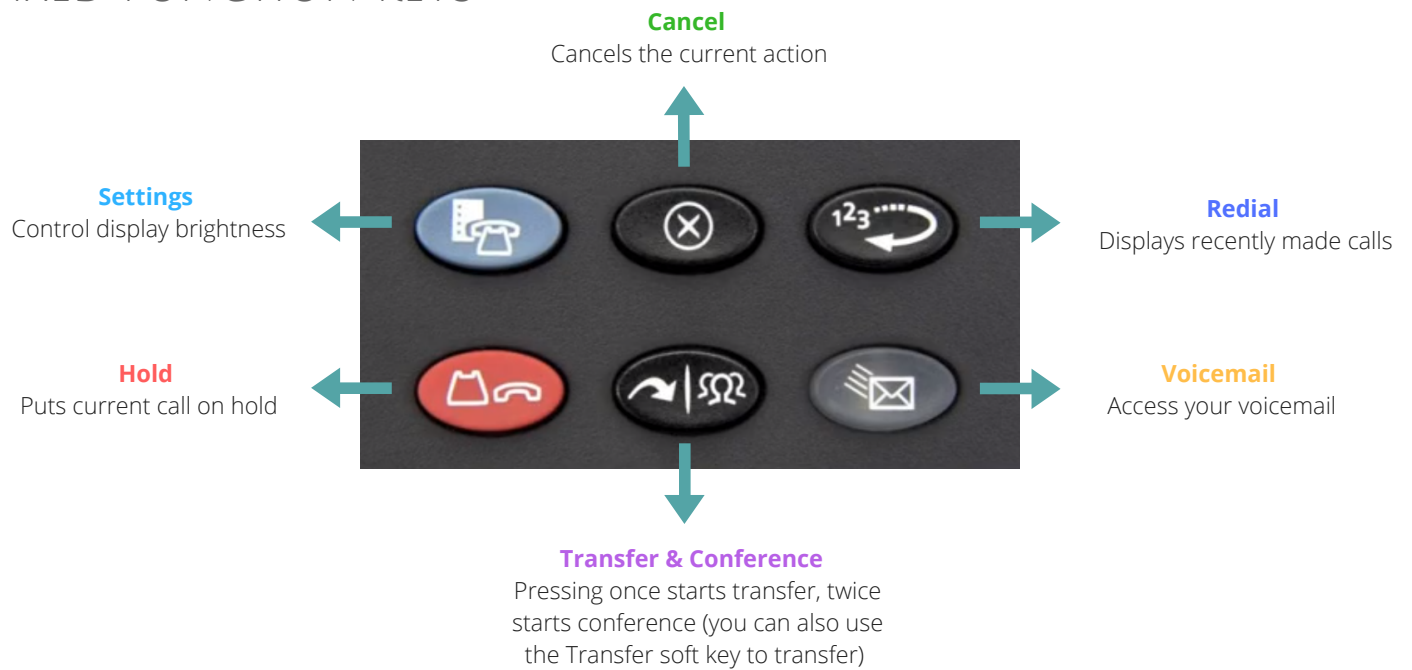 Cancel
Cancels the current action
Settings
Control display brightness
Redial
Displays recently made calls
123
Hold
Puts current call on hold
Voicemail
Access your voicemail
Transfer & Conference
Pressing once starts transfer, twice
starts conference (you can also use
the Transfer soft key to transfer)